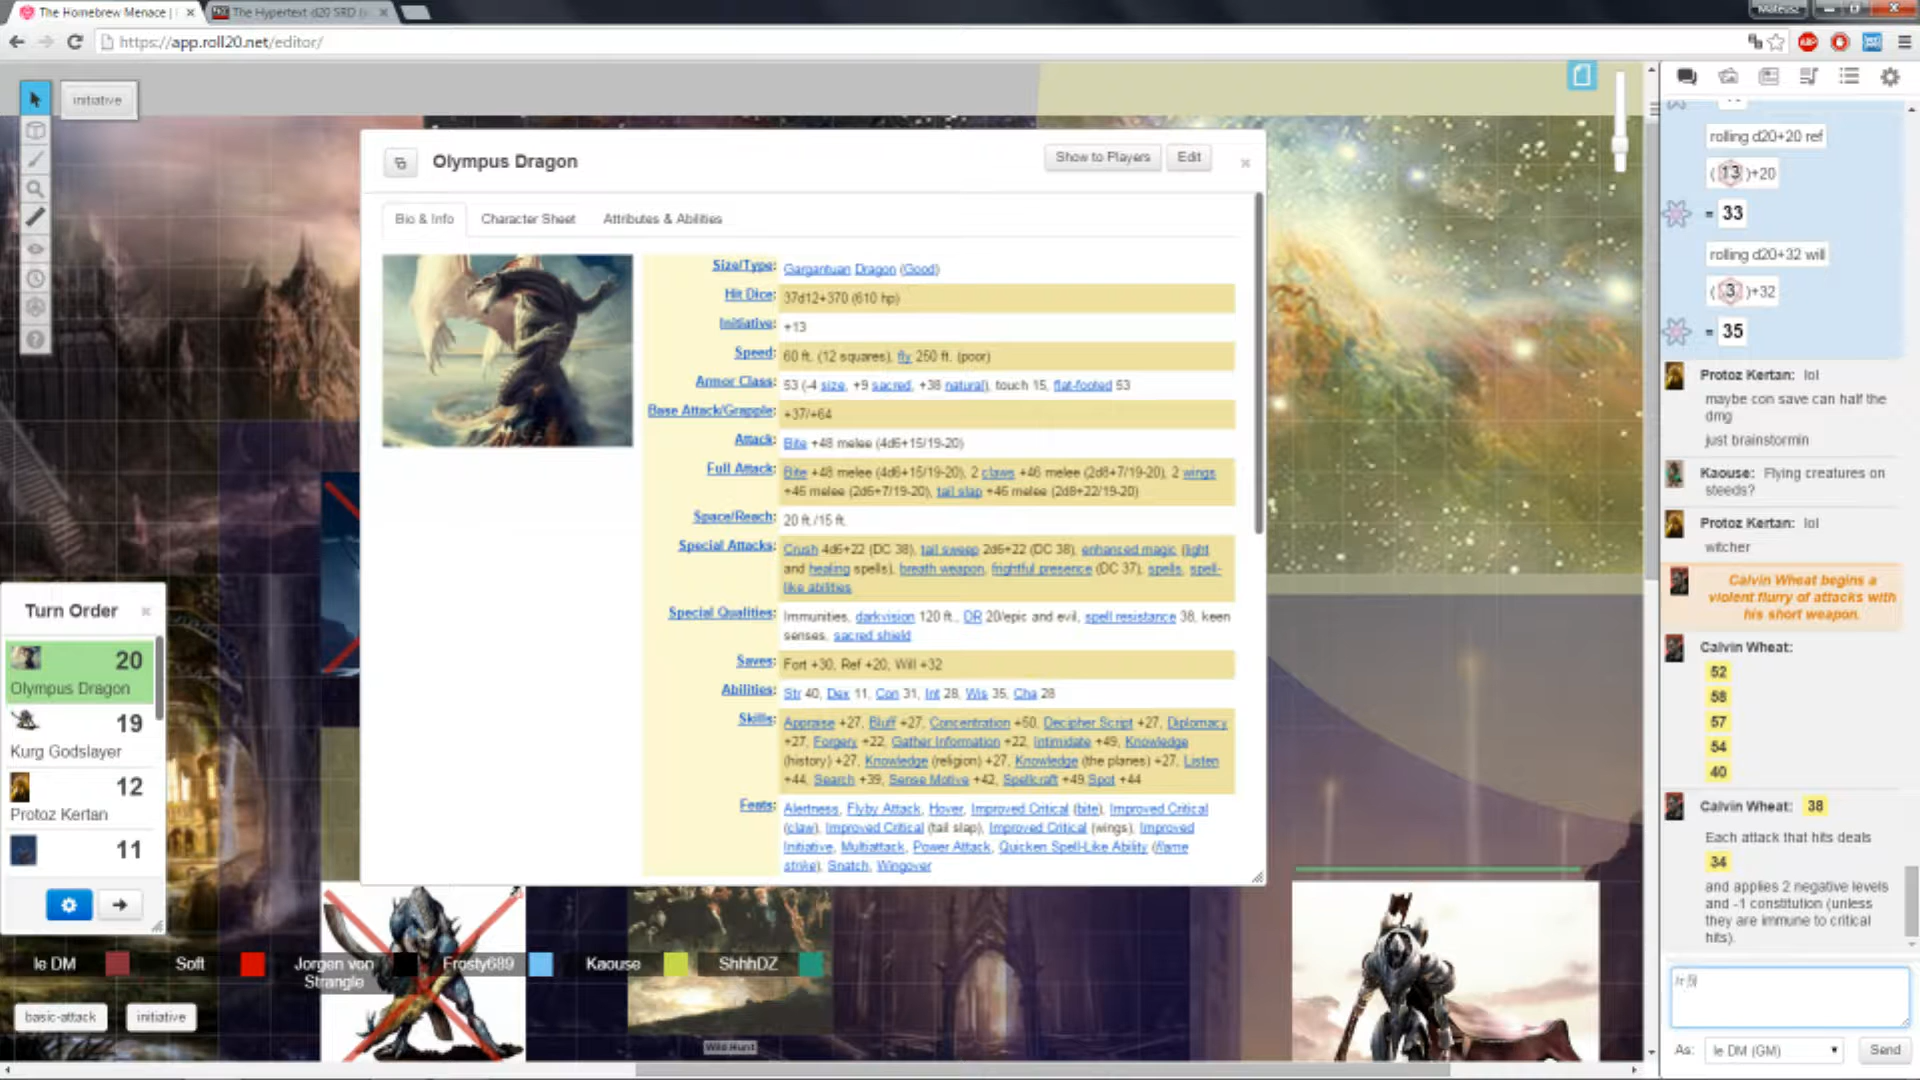 The Homebrew Menace |
The Hypertext d20 SRD (
Mateusz
https://app.roll20.net/editor/
initiative
Olympus Dragon
Show to Players
Edit
Bio & Info
Character Sheet
Attributes & Abilities
Size/Type: Gargantuan Dragon (Good)
Hit Dice: 37d12+370 (610 hp)
Initiative: +13
Speed: 60 ft. (12 squares), fly 250 ft. (poor)
Armor Class: 53 (-4 size, +9 sacred, +38 natural), touch 15, flat-footed 53
Base Attack/Grapple: +37/+64
Attack: Bite +48 melee (4d6+15/19-20)
Full Attack: Bite +48 melee (4d6+15/19-20), 2 claws +46 melee (2d8+7/19-20), 2 wings
+46 melee (2d6+7/19-20), tail slap +46 melee (2d8+22/19-20)
Space/Reach: 20 ft./15 ft.
Special Attacks: Crush 4d6+22 (DC 38), tail sweep 2d6+22 (DC 38), enhanced magic (light
and healing spells), breath weapon, frightful presence (DC 37), spells, spell-
like abilities
Special Qualities: Immunities, darkvision 120 ft., DR 20/epic and evil, spell resistance 38, keen
senses, sacred shield
Saves: Fort +30, Ref +20, Will +32
Abilities: Str 40, Dex 11, Con 31, Int 28, Wis 35, Cha 28
Skills: Appraise +27, Bluff +27, Concentration +50, Decipher Script +27, Diplomacy
+27, Forgery +22, Gather Information +22, Intimidate +49, Knowledge
(history) +27, Knowledge (religion) +27, Knowledge (the planes) +27, Listen
+44, Search +39, Sense Motive +42, Spellcraft +49 Spot +44
Feats: Alertness, Flyby Attack, Hover, Improved Critical (bite), Improved Critical
(claw), Improved Critical (tail slap), Improved Critical (wings), Improved
Initiative, Multiattack, Power Attack, Quicken Spell-Like Ability (flame
strike), Snatch, Wingover
Turn Order
20
Olympus Dragon
19
Kurg Godslayer
12
Protoz Kertan
11
le DM
Soft
Jorgen von
Strangle
Frosty689
Kaouse
ShhhDZ
basic-attack
initiative
Wild Hunt
rolling d20+20 ref
(13)+20
= 33
rolling d20+32 will
(3)+32
= 35
Protoz Kertan: lol
maybe con save can half the
dmg
just brainstormin
Kaouse: Flying creatures on
steeds?
Protoz Kertan: lol
witcher
Calvin Wheat begins a
violent flurry of attacks with
his short weapon.
Calvin Wheat:
52
58
57
54
40
Calvin Wheat: 38
Each attack that hits deals
34
and applies 2 negative levels
and -1 constitution (unless
they are immune to critical
hits).
As:
le DM (GM)
Send